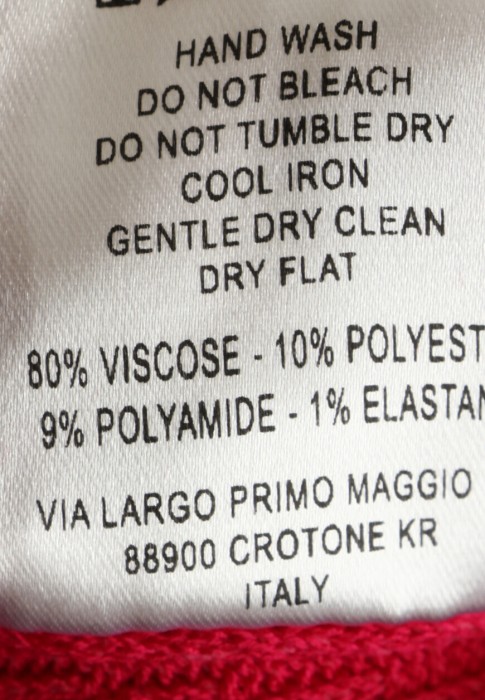 HAND WASH
DO NOT BLEACH
DO NOT TUMBLE DRY
COOL IRON
GENTLE DRY CLEAN
DRY FLAT
80% VISCOSE - 10% POLYEST
9% POLYAMIDE - 1% ELASTAN
VIA LARGO PRIMO MAGGIO
88900 CROTONE KR
ITALY